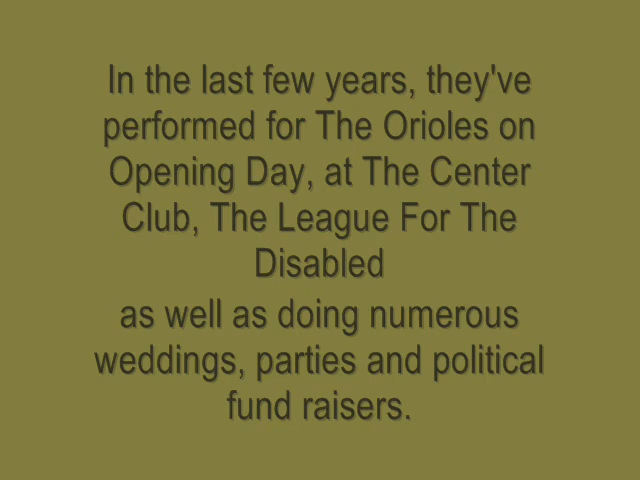 In the last few years, they've
performed for The Orioles on
Opening Day, at The Center
Club, The League For The
Disabled
as well as doing numerous
weddings, parties and political
fund raisers.